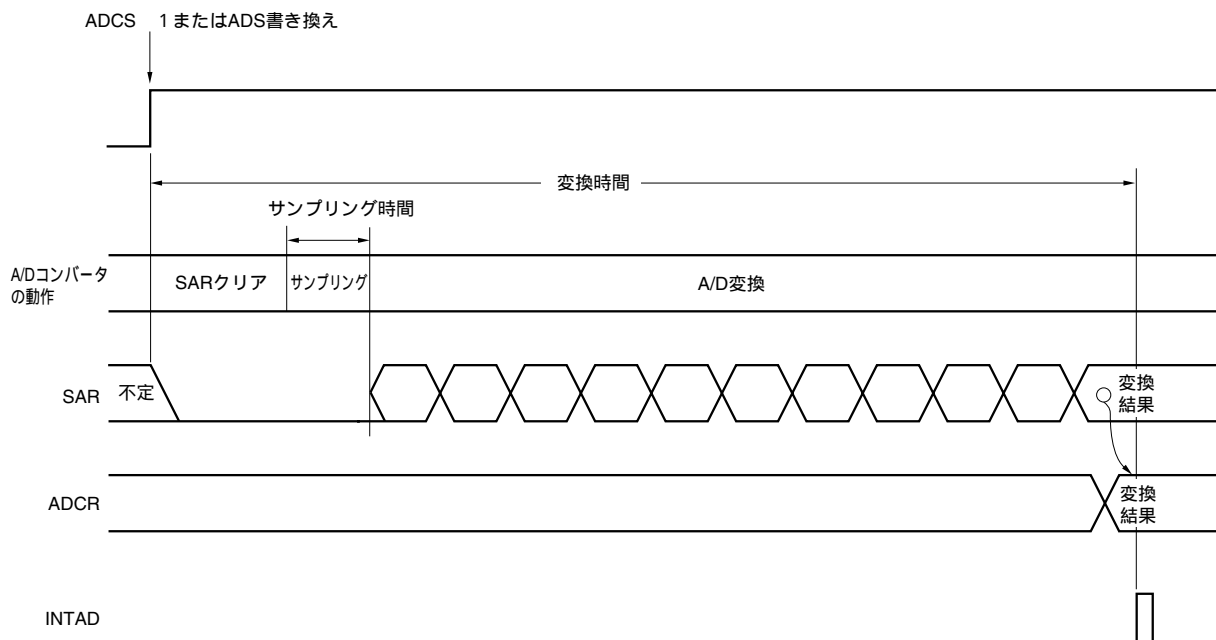 ADCS 1 またはADS書き換え
変換時間
サンプリング時間
A/Dコンバータ
の動作
SARクリア
サンプリング
A/D変換
SAR
不定
変換
結果
ADCR
変換
結果
INTAD